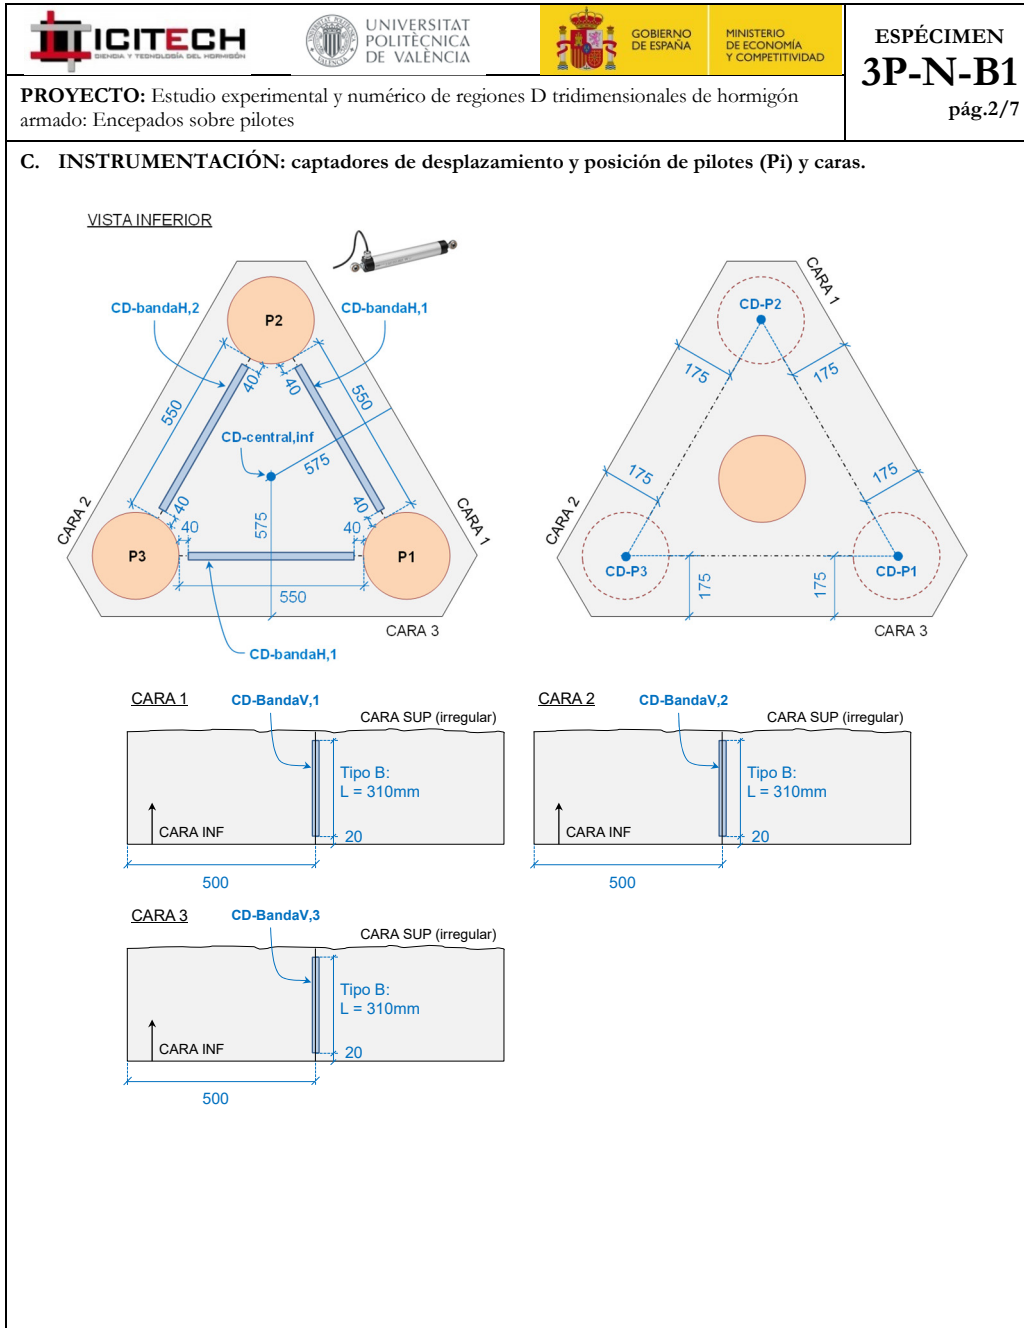 ICITECH
CIENCIA Y TECNOLOGÍA DEL HORMIGÓN
UNIVERSITAT
POLITÈCNICA
DE VALÈNCIA
GOBIERNO
DE ESPAÑA
MINISTERIO
DE ECONOMÍA
Y COMPETITIVIDAD
ESPÉCIMEN
3P-N-B1
pág.2/7
PROYECTO: Estudio experimental y numérico de regiones D tridimensionales de hormigón
armado: Encepados sobre pilotes
C. INSTRUMENTACIÓN: captadores de desplazamiento y posición de pilotes (Pi) y caras.
VISTA INFERIOR
CD-bandaH,2
P2
CD-bandaH,1
40
40
550
550
CD-central,inf
575
575
40
40
40
40
CARA 2
CARA 1
P3
P1
550
CARA 3
CD-bandaH,1
CARA 1
CD-P2
175
175
175
175
CARA 2
CD-P3
CD-P1
175
175
CARA 3
CARA 1
CD-BandaV,1
CARA SUP (irregular)
Tipo B:
L = 310mm
CARA INF
20
500
CARA 2
CD-BandaV,2
CARA SUP (irregular)
Tipo B:
L = 310mm
CARA INF
20
500
CARA 3
CD-BandaV,3
CARA SUP (irregular)
Tipo B:
L = 310mm
CARA INF
20
500